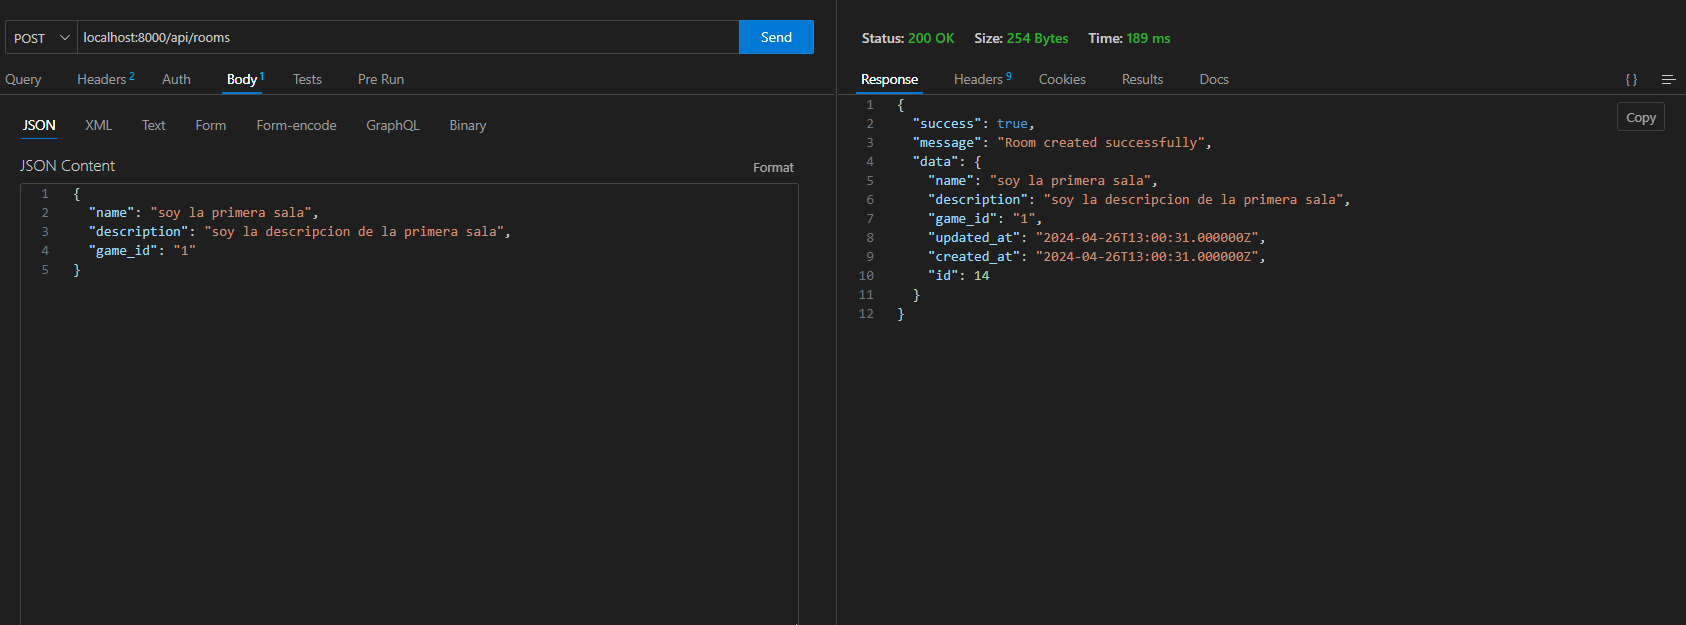 POST localhost:8000/api/rooms Send
Query Headers 2 Auth Body 1 Tests Pre Run
JSON XML Text Form Form-encode GraphQL Binary
JSON Content Format
1 {
2 "name": "soy la primera sala",
3 "description": "soy la descripcion de la primera sala",
4 "game_id": "1"
5 }
Status: 200 OK Size: 254 Bytes Time: 189 ms
Response Headers 9 Cookies Results Docs { }
Copy
1 {
2 "success": true,
3 "message": "Room created successfully",
4 "data": {
5 "name": "soy la primera sala",
6 "description": "soy la descripcion de la primera sala",
7 "game_id": "1",
8 "updated_at": "2024-04-26T13:00:31.000000Z",
9 "created_at": "2024-04-26T13:00:31.000000Z",
10 "id": 14
11 }
12 }